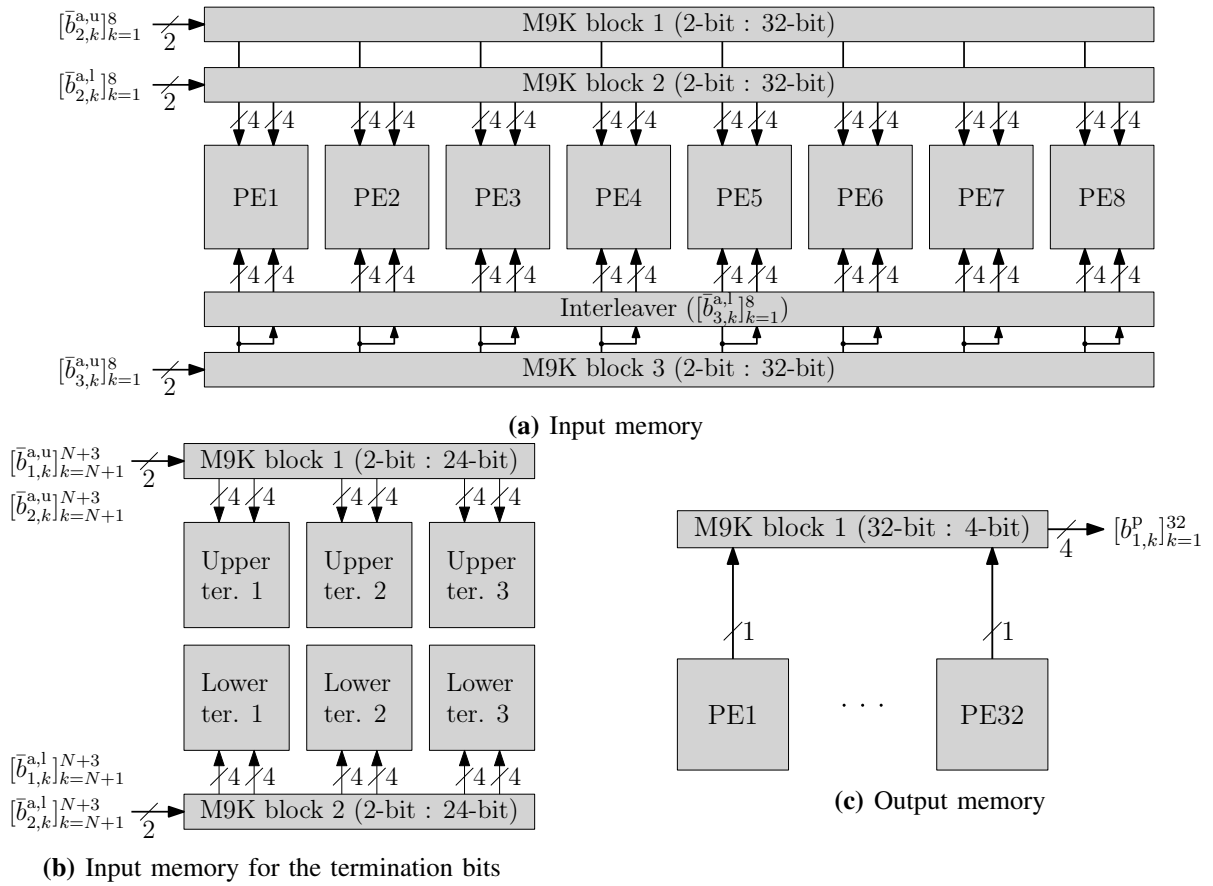 [b̄^{a,u}_{2,k}]^8_{k=1} 2 M9K block 1 (2-bit : 32-bit)
[b̄^{a,l}_{2,k}]^8_{k=1} 2 M9K block 2 (2-bit : 32-bit)
4 4 4 4 4 4 4 4 4 4 4 4 4 4 4 4
PE1 PE2 PE3 PE4 PE5 PE6 PE7 PE8
4 4 4 4 4 4 4 4 4 4 4 4 4 4 4 4
Interleaver ([b̄^{a,l}_{3,k}]^8_{k=1})
[b̄^{a,u}_{3,k}]^8_{k=1} 2 M9K block 3 (2-bit : 32-bit)
(a) Input memory
[b̄^{a,u}_{1,k}]^{N+3}_{k=N+1} 2 M9K block 1 (2-bit : 24-bit)
[b̄^{a,u}_{2,k}]^{N+3}_{k=N+1} 4 4 4 4 4 4
Upper Upper Upper
ter. 1 ter. 2 ter. 3
Lower Lower Lower
ter. 1 ter. 2 ter. 3
[b̄^{a,l}_{1,k}]^{N+3}_{k=N+1} 4 4 4 4 4 4
[b̄^{a,l}_{2,k}]^{N+3}_{k=N+1} 2 M9K block 2 (2-bit : 24-bit)
(b) Input memory for the termination bits
M9K block 1 (32-bit : 4-bit) 4 [b^p_{1,k}]^{32}_{k=1}
1 1
PE1 . . . PE32
(c) Output memory